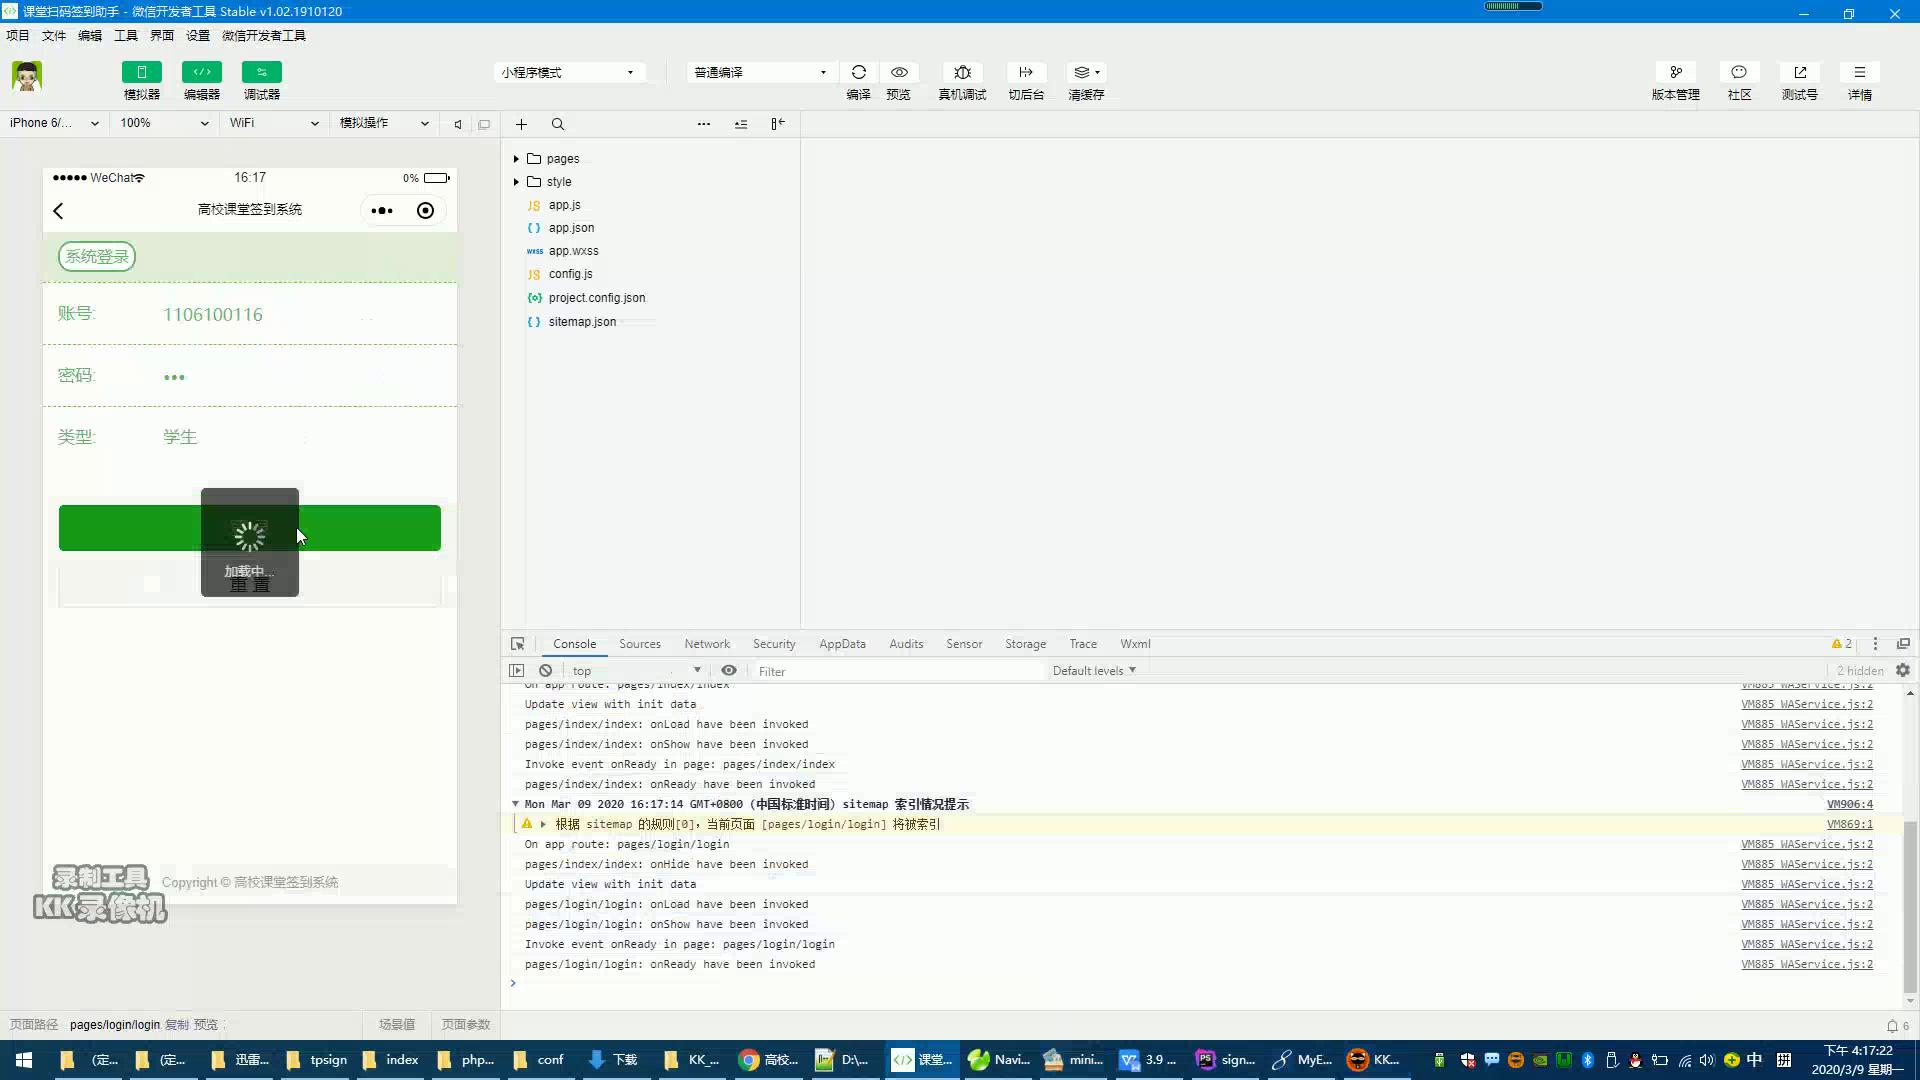 课堂扫码签到助手 - 微信开发者工具 Stable v1.02.1910120
项目 文件 编辑 工具 界面 设置 微信开发者工具
模拟器 编辑器 调试器
小程序模式 普通编译
编译 预览 真机调试 切后台 清缓存
版本管理 社区 测试号 详情
iPhone 6/... 100% WiFi 模拟操作
WeChat 16:17 0%
高校课堂签到系统
系统登录
账号: 1106100116
密码: •••
类型: 学生
加载中...
重 置
Copyright © 高校课堂签到系统
录制工具
KK录像机
pages
style
JS app.js
{ } app.json
wxss app.wxss
JS config.js
{o} project.config.json
{ } sitemap.json
Console Sources Network Security AppData Audits Sensor Storage Trace Wxml 2
top Filter Default levels 2 hidden
On app route: pages/index/index VM885 WAService.js:2
Update view with init data VM885 WAService.js:2
pages/index/index: onLoad have been invoked VM885 WAService.js:2
pages/index/index: onShow have been invoked VM885 WAService.js:2
Invoke event onReady in page: pages/index/index VM885 WAService.js:2
pages/index/index: onReady have been invoked VM885 WAService.js:2
Mon Mar 09 2020 16:17:14 GMT+0800 (中国标准时间) sitemap 索引情况提示 VM906:4
根据 sitemap 的规则[0]，当前页面 [pages/login/login] 将被索引 VM869:1
On app route: pages/login/login VM885 WAService.js:2
pages/index/index: onHide have been invoked VM885 WAService.js:2
Update view with init data VM885 WAService.js:2
pages/login/login: onLoad have been invoked VM885 WAService.js:2
pages/login/login: onShow have been invoked VM885 WAService.js:2
Invoke event onReady in page: pages/login/login VM885 WAService.js:2
pages/login/login: onReady have been invoked VM885 WAService.js:2
页面路径 pages/login/login 复制 预览 场景值 页面参数 6
(定... (定... 迅雷... tpsign index php... conf 下载 KK_... 高校... D:\... 课堂... Navi... mini... 3.9 ... sign... MyE... KK... 中 拼
下午 4:17:22
2020/3/9 星期一